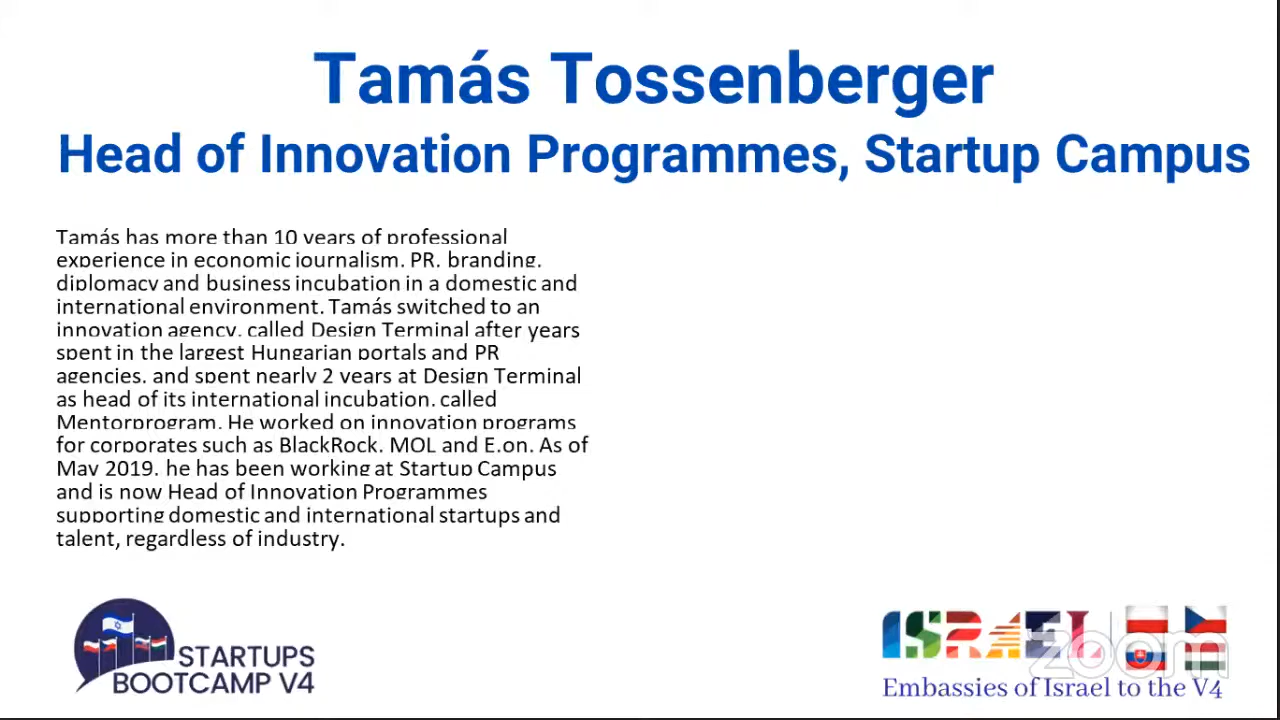 Tamás Tossenberger
Head of Innovation Programmes, Startup Campus
Tamás has more than 10 years of professional
experience in economic journalism, PR, branding,
diplomacy and business incubation in a domestic and
international environment. Tamás switched to an
innovation agency, called Design Terminal after years
spent in the largest Hungarian portals and PR
agencies, and spent nearly 2 years at Design Terminal
as head of its international incubation, called
Mentorprogram. He worked on innovation programs
for corporates such as BlackRock, MOL and E.on. As of
May 2019, he has been working at Startup Campus
and is now Head of Innovation Programmes
supporting domestic and international startups and
talent, regardless of industry.
STARTUPS
BOOTCAMP V4
ISRAEL
zoom
Embassies of Israel to the V4